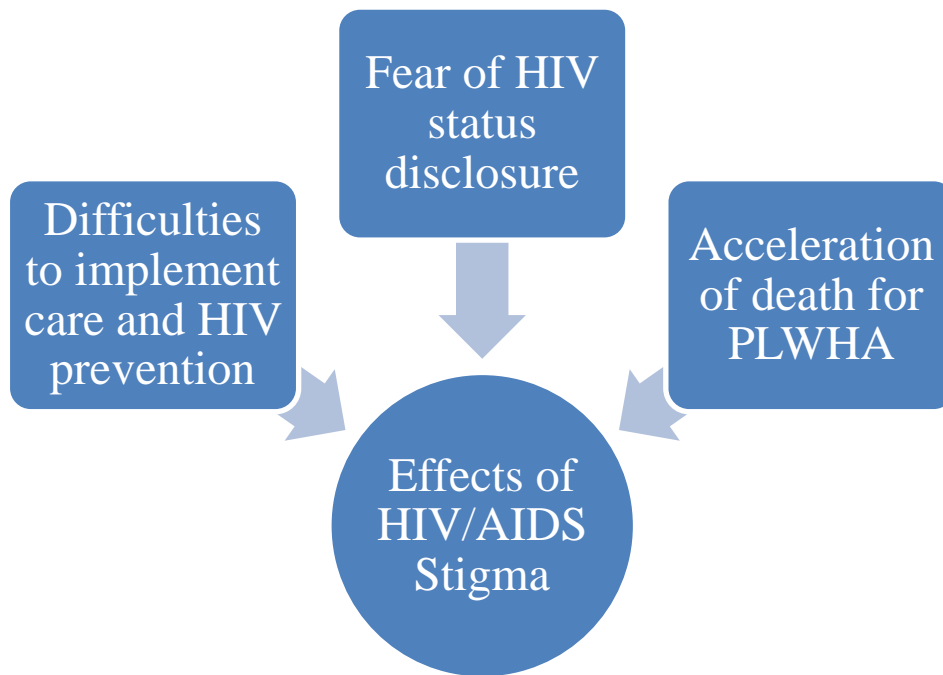 Fear of HIV
status
disclosure
Difficulties
to implement
care and HIV
prevention
Acceleration
of death for
PLWHA
Effects of
HIV/AIDS
Stigma